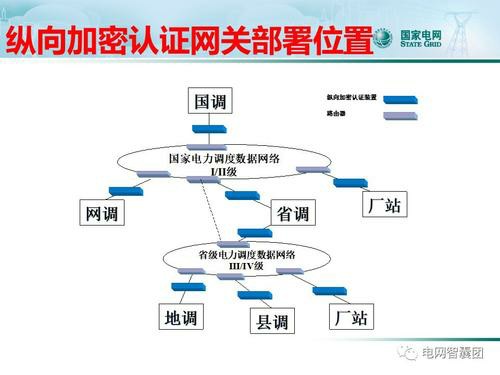 纵向加密认证网关部署位置
国家电网
STATE GRID
国调
纵向加密认证装置
路由器
国家电力调度数据网络
I/II级
网调
省调
厂站
省级电力调度数据网络
III/IV级
地调
县调
厂站
电网智囊团